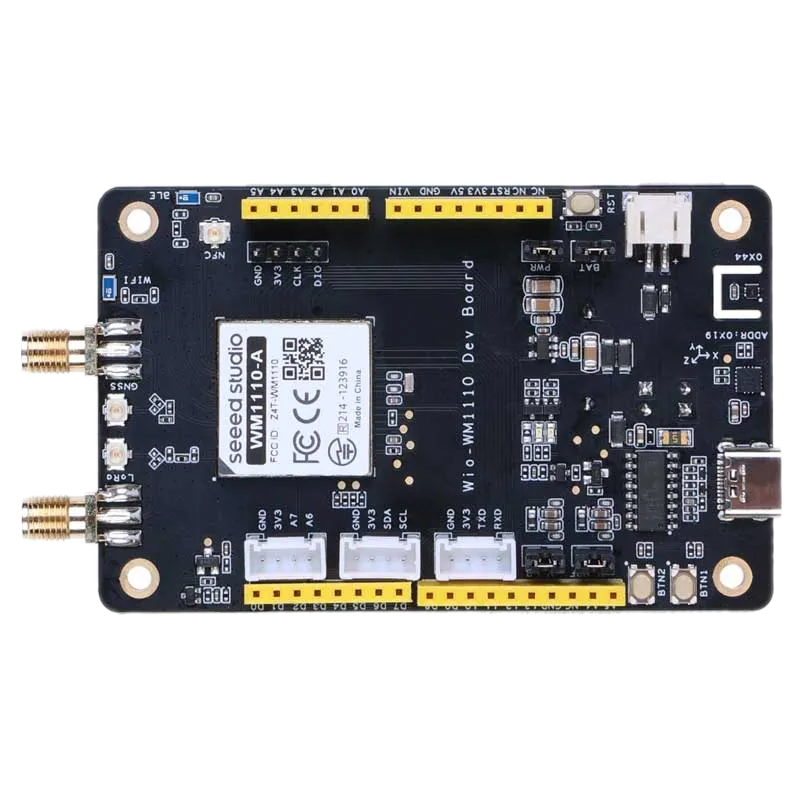 BLE
A5 A4 A3 A2 A1 A0
VIN GND 5V 3V3 RST NC NC
RST
NFC
GND
3V3
CLK
DIO
PWR
BAT
0X44
WIFI
ADDR:0X19
X
Y
Z
seeed studio
WM1110-A
FCC ID: Z4T-WM1110
FC CE
R 214 -123916
Made in China
Wio-WM1110 Dev Board
GNSS
LoRa
GND
3V3
A7
A6
GND
3V3
SDA
SCL
GND
3V3
TXD
RXD
D0 D1 D2 D3 D4 D5 D6 D7
BTN2
BTN1